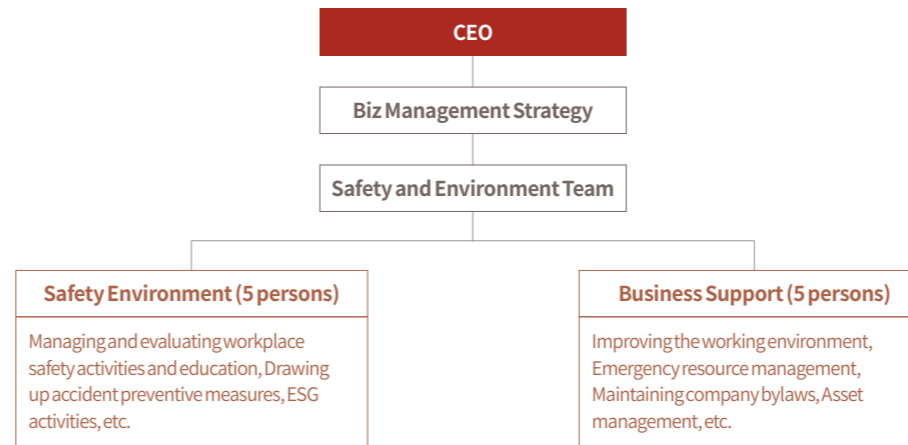 CEO
Biz Management Strategy
Safety and Environment Team
Safety Environment (5 persons)
Managing and evaluating workplace
safety activities and education, Drawing
up accident preventive measures, ESG
activities, etc.
Business Support (5 persons)
Improving the working environment,
Emergency resource management,
Maintaining company bylaws, Asset
management, etc.